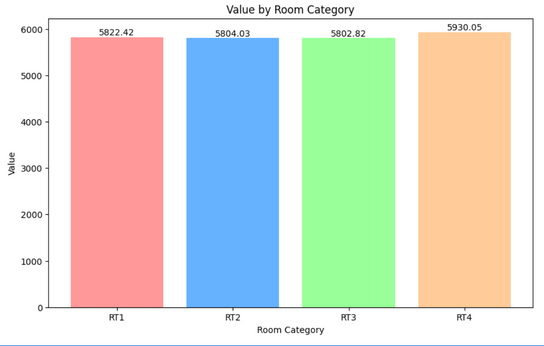 Value by Room Category
5822.42
5804.03
5802.82
5930.05
6000
5000
4000
3000
2000
1000
0
Value
RT1
RT2
RT3
RT4
Room Category